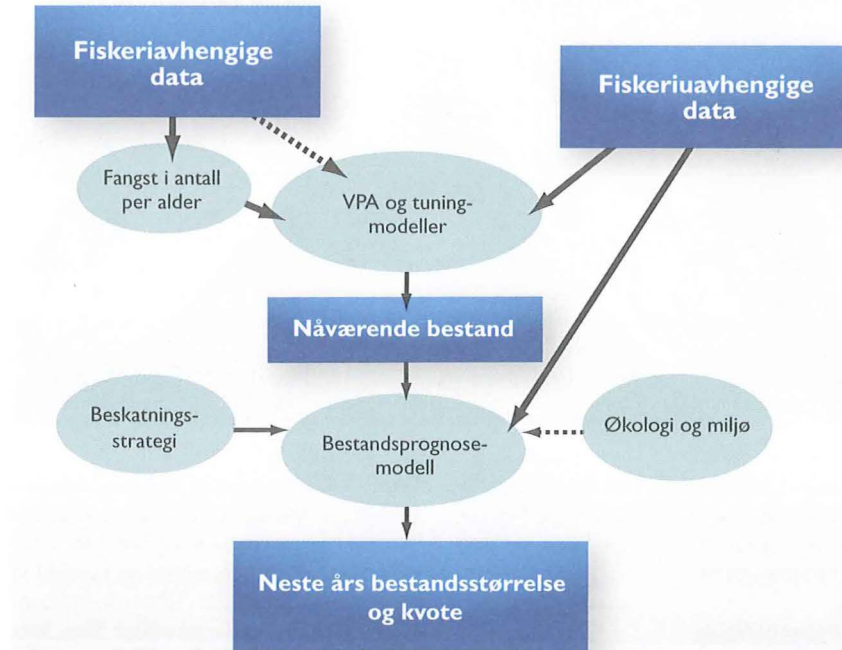 Fiskeriavhengige
data
Fiskeriuavhengige
data
Fangst i antall
per alder
VPA og tuning-
modeller
Nåværende bestand
Beskatnings-
strategi
Bestandsprognose-
modell
Økologi og miljø
Neste års bestandsstørrelse
og kvote